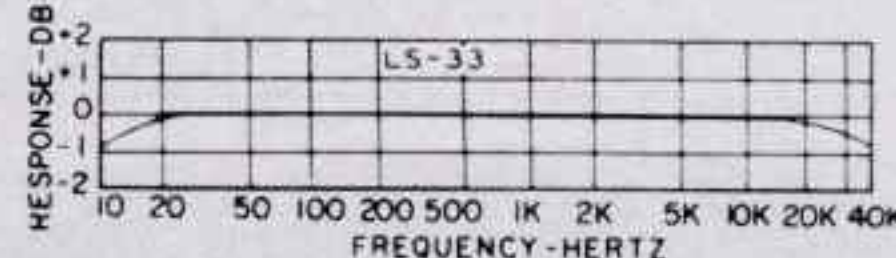 RESPONSE-DB
+2
+1
0
-1
-2
LS-33
10 20 50 100 200 500 1K 2K 5K 10K 20K 40K
FREQUENCY-HERTZ